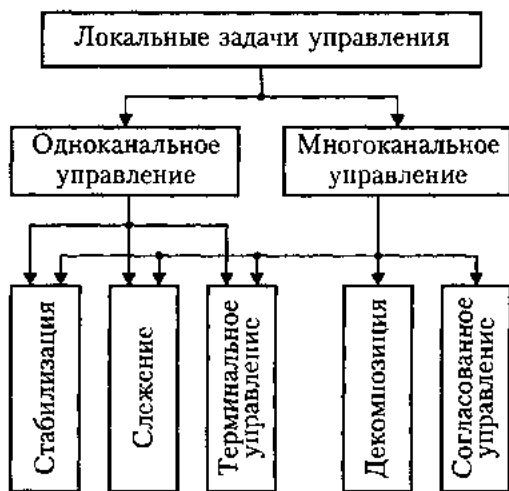 Локальные задачи управления
Одноканальное
управление
Многоканальное
управление
Стабилизация
Слежение
Терминальное
управление
Декомпозиция
Согласованное
управление